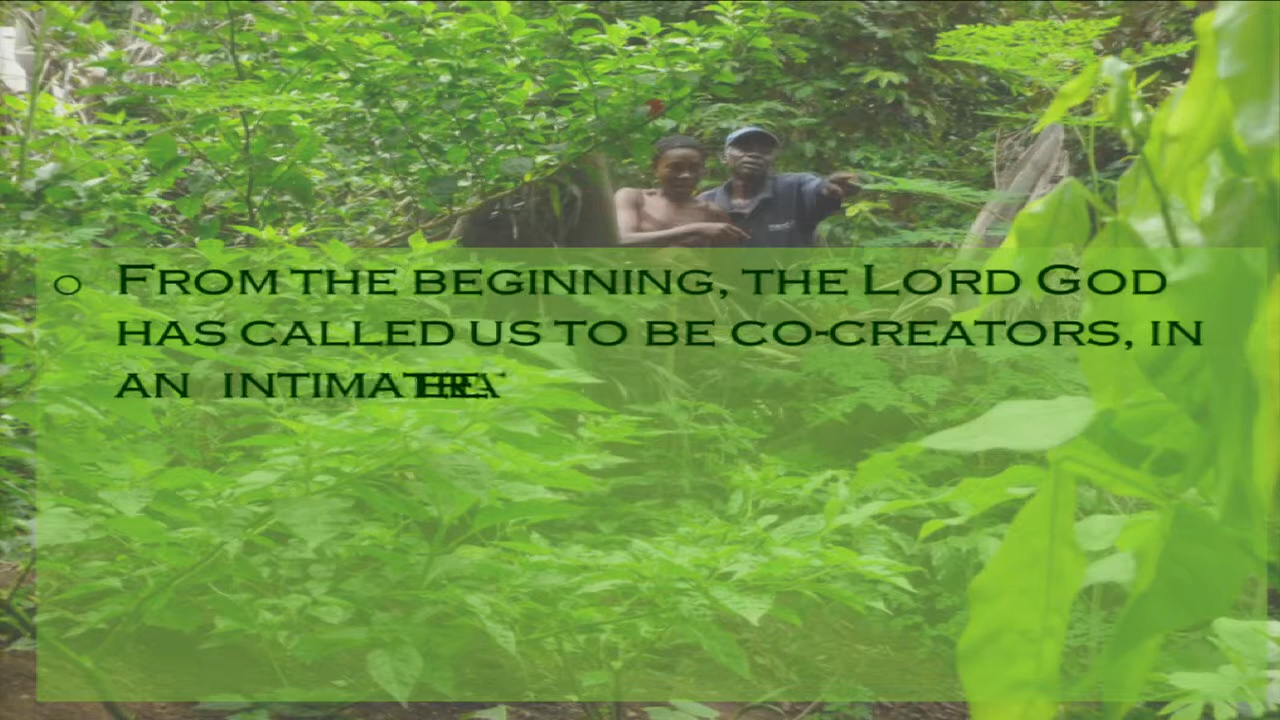 From the beginning, the Lord God
has called us to be co-creators, in
an